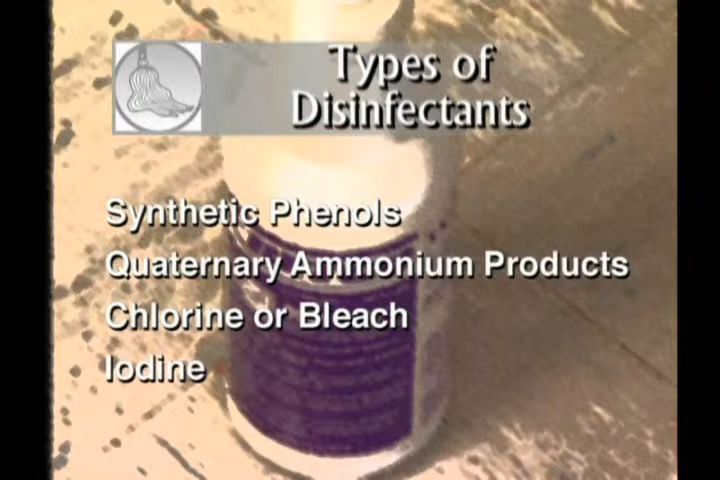 Types of
Disinfectants
Synthetic Phenols
Quaternary Ammonium Products
Chlorine or Bleach
Iodine